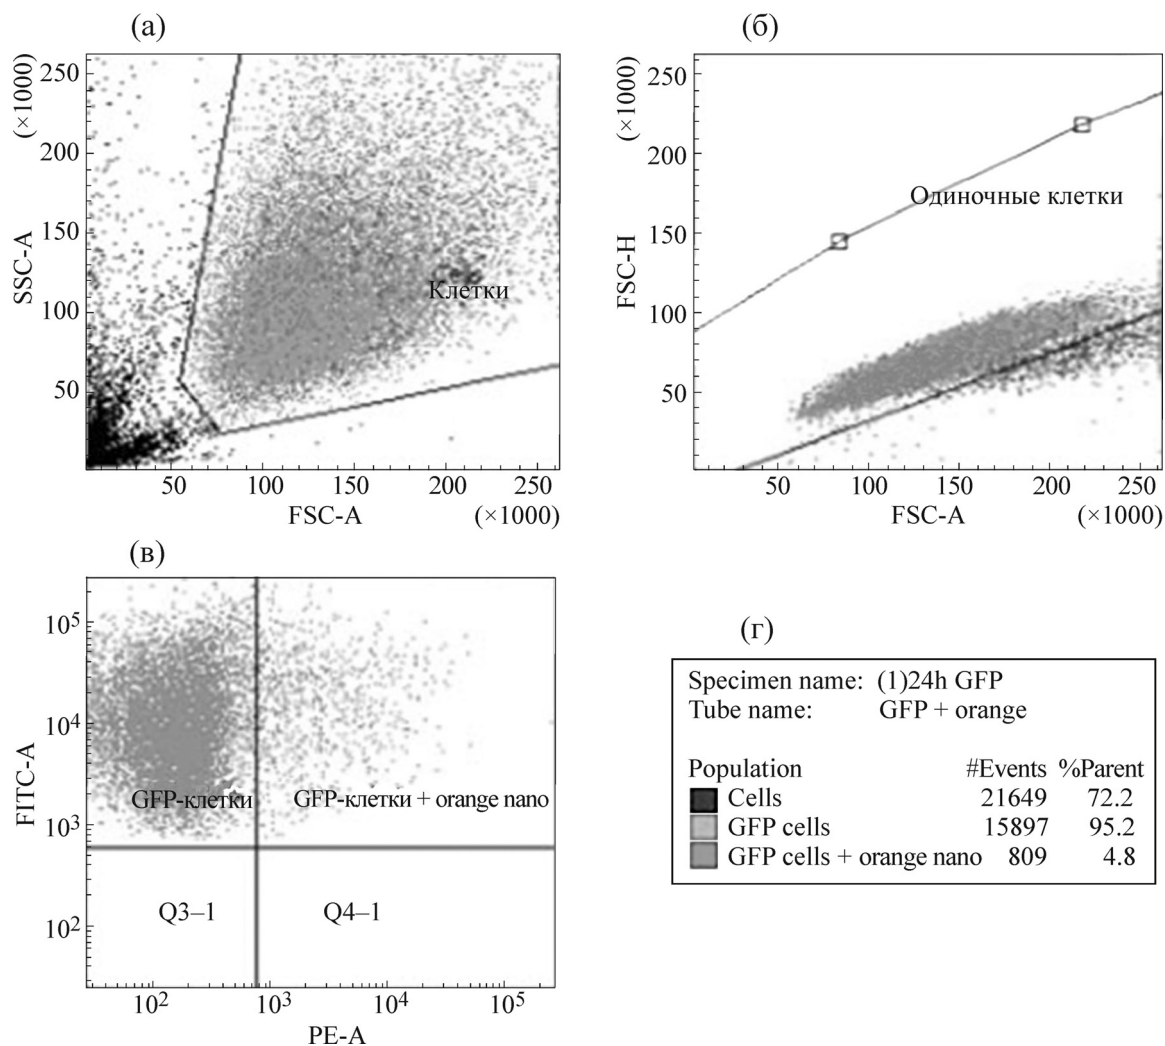 (а)
(×1000)
SSC-A
250
200
150
100
50
Клетки
50 100 150 200 250
FSC-A (×1000)
(б)
(×1000)
FSC-H
250
200
150
100
50
Одиночные клетки
50 100 150 200 250
FSC-A (×1000)
(в)
FITC-A
10⁵
10⁴
10³
10²
GFP-клетки GFP-клетки + orange nano
Q3–1 Q4–1
10² 10³ 10⁴ 10⁵
PE-A
(г)
Specimen name: (1)24h GFP
Tube name: GFP + orange
Population #Events %Parent
Cells 21649 72.2
GFP cells 15897 95.2
GFP cells + orange nano 809 4.8